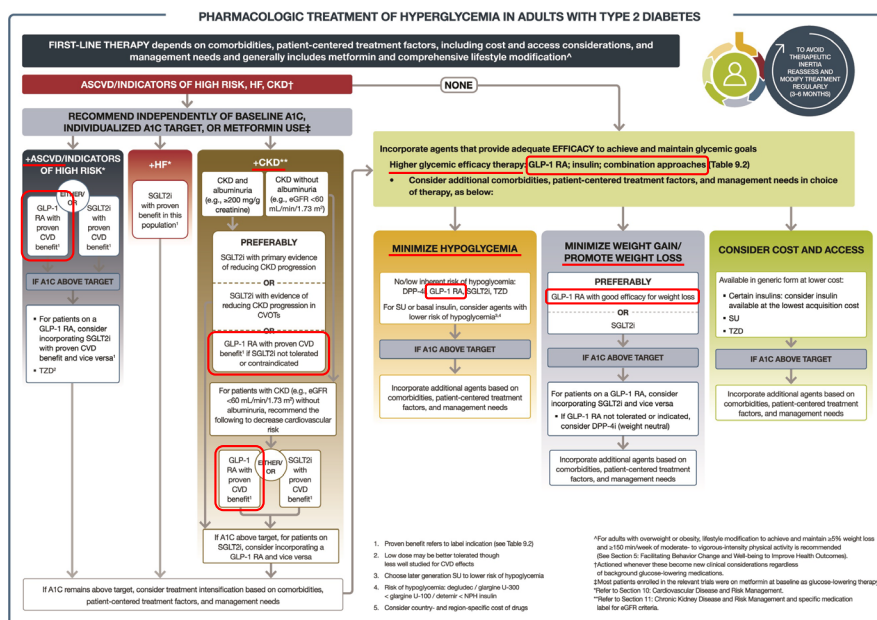 PHARMACOLOGIC TREATMENT OF HYPERGLYCEMIA IN ADULTS WITH TYPE 2 DIABETES
FIRST-LINE THERAPY depends on comorbidities, patient-centered treatment factors, including cost and access considerations, and
management needs and generally includes metformin and comprehensive lifestyle modification^
TO AVOID
THERAPEUTIC
INERTIA
REASSESS AND
MODIFY TREATMENT
REGULARLY
(3–6 MONTHS)
ASCVD/INDICATORS OF HIGH RISK, HF, CKD†
NONE
RECOMMEND INDEPENDENTLY OF BASELINE A1C,
INDIVIDUALIZED A1C TARGET, OR METFORMIN USE‡
+ASCVD/INDICATORS
OF HIGH RISK*
EITHER/
OR
GLP-1
RA with
proven
CVD
benefit¹
SGLT2i
with
proven
CVD
benefit¹
IF A1C ABOVE TARGET
• For patients on a
GLP-1 RA, consider
incorporating SGLT2i
with proven CVD
benefit and vice versa¹
• TZD²
+HF*
SGLT2i
with proven
benefit in this
population¹
+CKD**
CKD and
albuminuria
(e.g., ≥200 mg/g
creatinine)
CKD without
albuminuria
(e.g., eGFR <60
mL/min/1.73 m²)
PREFERABLY
SGLT2i with primary evidence
of reducing CKD progression
OR
SGLT2i with evidence of
reducing CKD progression in
CVOTs
OR
GLP-1 RA with proven CVD
benefit¹ if SGLT2i not tolerated
or contraindicated
For patients with CKD (e.g., eGFR
<60 mL/min/1.73 m²) without
albuminuria, recommend the
following to decrease cardiovascular
risk
GLP-1
RA with
proven
CVD
benefit¹
EITHER/
OR
SGLT2i
with
proven
CVD
benefit¹
If A1C above target, for patients on
SGLT2i, consider incorporating a
GLP-1 RA and vice versa
If A1C remains above target, consider treatment intensification based on comorbidities,
patient-centered treatment factors, and management needs
Incorporate agents that provide adequate EFFICACY to achieve and maintain glycemic goals
Higher glycemic efficacy therapy: GLP-1 RA; insulin; combination approaches (Table 9.2)
• Consider additional comorbidities, patient-centered treatment factors, and management needs in choice
of therapy, as below:
MINIMIZE HYPOGLYCEMIA
No/low inherent risk of hypoglycemia:
DPP-4i, GLP-1 RA, SGLT2i, TZD
For SU or basal insulin, consider agents with
lower risk of hypoglycemia³,⁴
IF A1C ABOVE TARGET
Incorporate additional agents based on
comorbidities, patient-centered treatment
factors, and management needs
MINIMIZE WEIGHT GAIN/
PROMOTE WEIGHT LOSS
PREFERABLY
GLP-1 RA with good efficacy for weight loss
OR
SGLT2i
IF A1C ABOVE TARGET
For patients on a GLP-1 RA, consider
incorporating SGLT2i and vice versa
• If GLP-1 RA not tolerated or indicated,
consider DPP-4i (weight neutral)
Incorporate additional agents based on
comorbidities, patient-centered treatment
factors, and management needs
CONSIDER COST AND ACCESS
Available in generic form at lower cost:
• Certain insulins: consider insulin
available at the lowest acquisition cost
• SU
• TZD
IF A1C ABOVE TARGET
Incorporate additional agents based on
comorbidities, patient-centered treatment
factors, and management needs
1. Proven benefit refers to label indication (see Table 9.2)
2. Low dose may be better tolerated though
less well studied for CVD effects
3. Choose later generation SU to lower risk of hypoglycemia
4. Risk of hypoglycemia: degludec / glargine U-300
< glargine U-100 / detemir < NPH insulin
5. Consider country- and region-specific cost of drugs
^For adults with overweight or obesity, lifestyle modification to achieve and maintain ≥5% weight loss
and ≥150 min/week of moderate- to vigorous-intensity physical activity is recommended
(See Section 5: Facilitating Behavior Change and Well-being to Improve Health Outcomes).
†Actioned whenever these become new clinical considerations regardless
of background glucose-lowering medications.
‡Most patients enrolled in the relevant trials were on metformin at baseline as glucose-lowering therapy
*Refer to Section 10: Cardiovascular Disease and Risk Management.
**Refer to Section 11: Chronic Kidney Disease and Risk Management and specific medication
label for eGFR criteria.